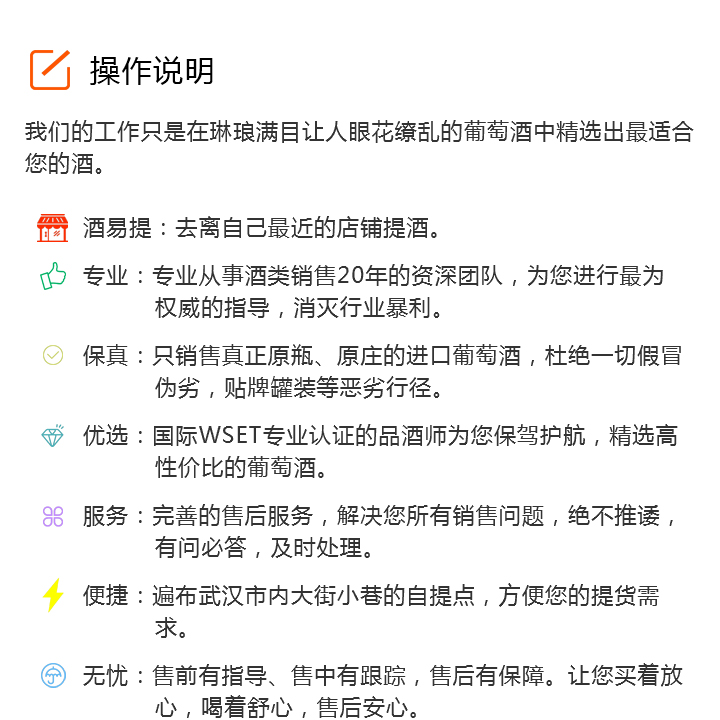 操作说明
我们的工作只是在琳琅满目让人眼花缭乱的葡萄酒中精选出最适合
您的酒。
酒易提：去离自己最近的店铺提酒。
专业：专业从事酒类销售20年的资深团队，为您进行最为
权威的指导，消灭行业暴利。
保真：只销售真正原瓶、原庄的进口葡萄酒，杜绝一切假冒
伪劣，贴牌罐装等恶劣行径。
优选：国际WSET专业认证的品酒师为您保驾护航，精选高
性价比的葡萄酒。
服务：完善的售后服务，解决您所有销售问题，绝不推诿，
有问必答，及时处理。
便捷：遍布武汉市内大街小巷的自提点，方便您的提货需
求。
无忧：售前有指导、售中有跟踪，售后有保障。让您买着放
心，喝着舒心，售后安心。